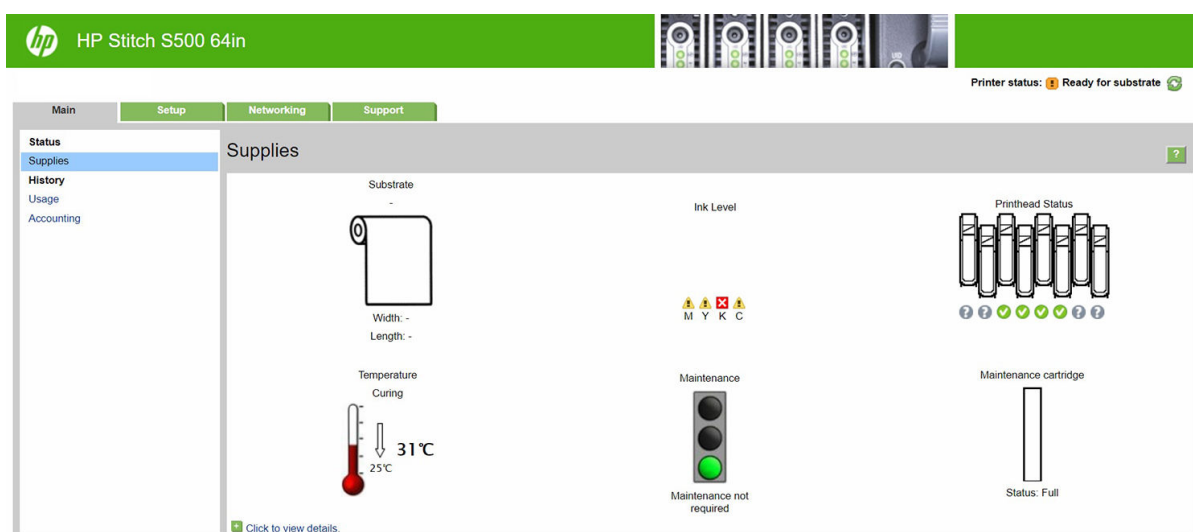 hp HP Stitch S500 64in
Printer status: Ready for substrate
Main Setup Networking Support
Status
Supplies
History
Usage
Accounting
Supplies
?
Substrate
-
Width: -
Length: -
Ink Level
M Y K C
Printhead Status
? ? ? ?
Temperature
Curing
31°C
25°C
Maintenance
Maintenance not
required
Maintenance cartridge
Status: Full
Click to view details.